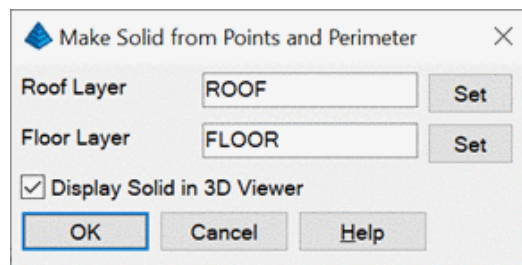 Make Solid from Points and Perimeter
Roof Layer ROOF Set
Floor Layer FLOOR Set
Display Solid in 3D Viewer
OK Cancel Help